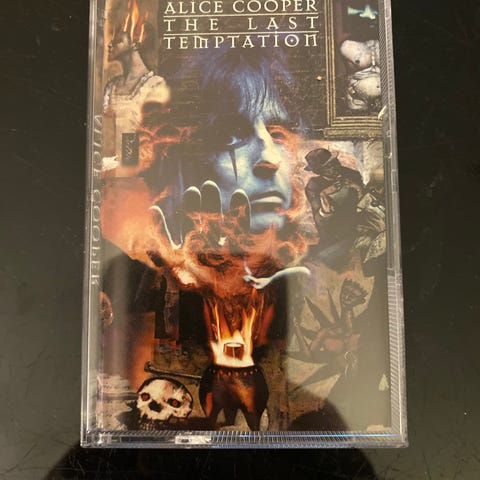 ALICE COOPER
THE LAST
TEMPTATION
ALICE COOPER